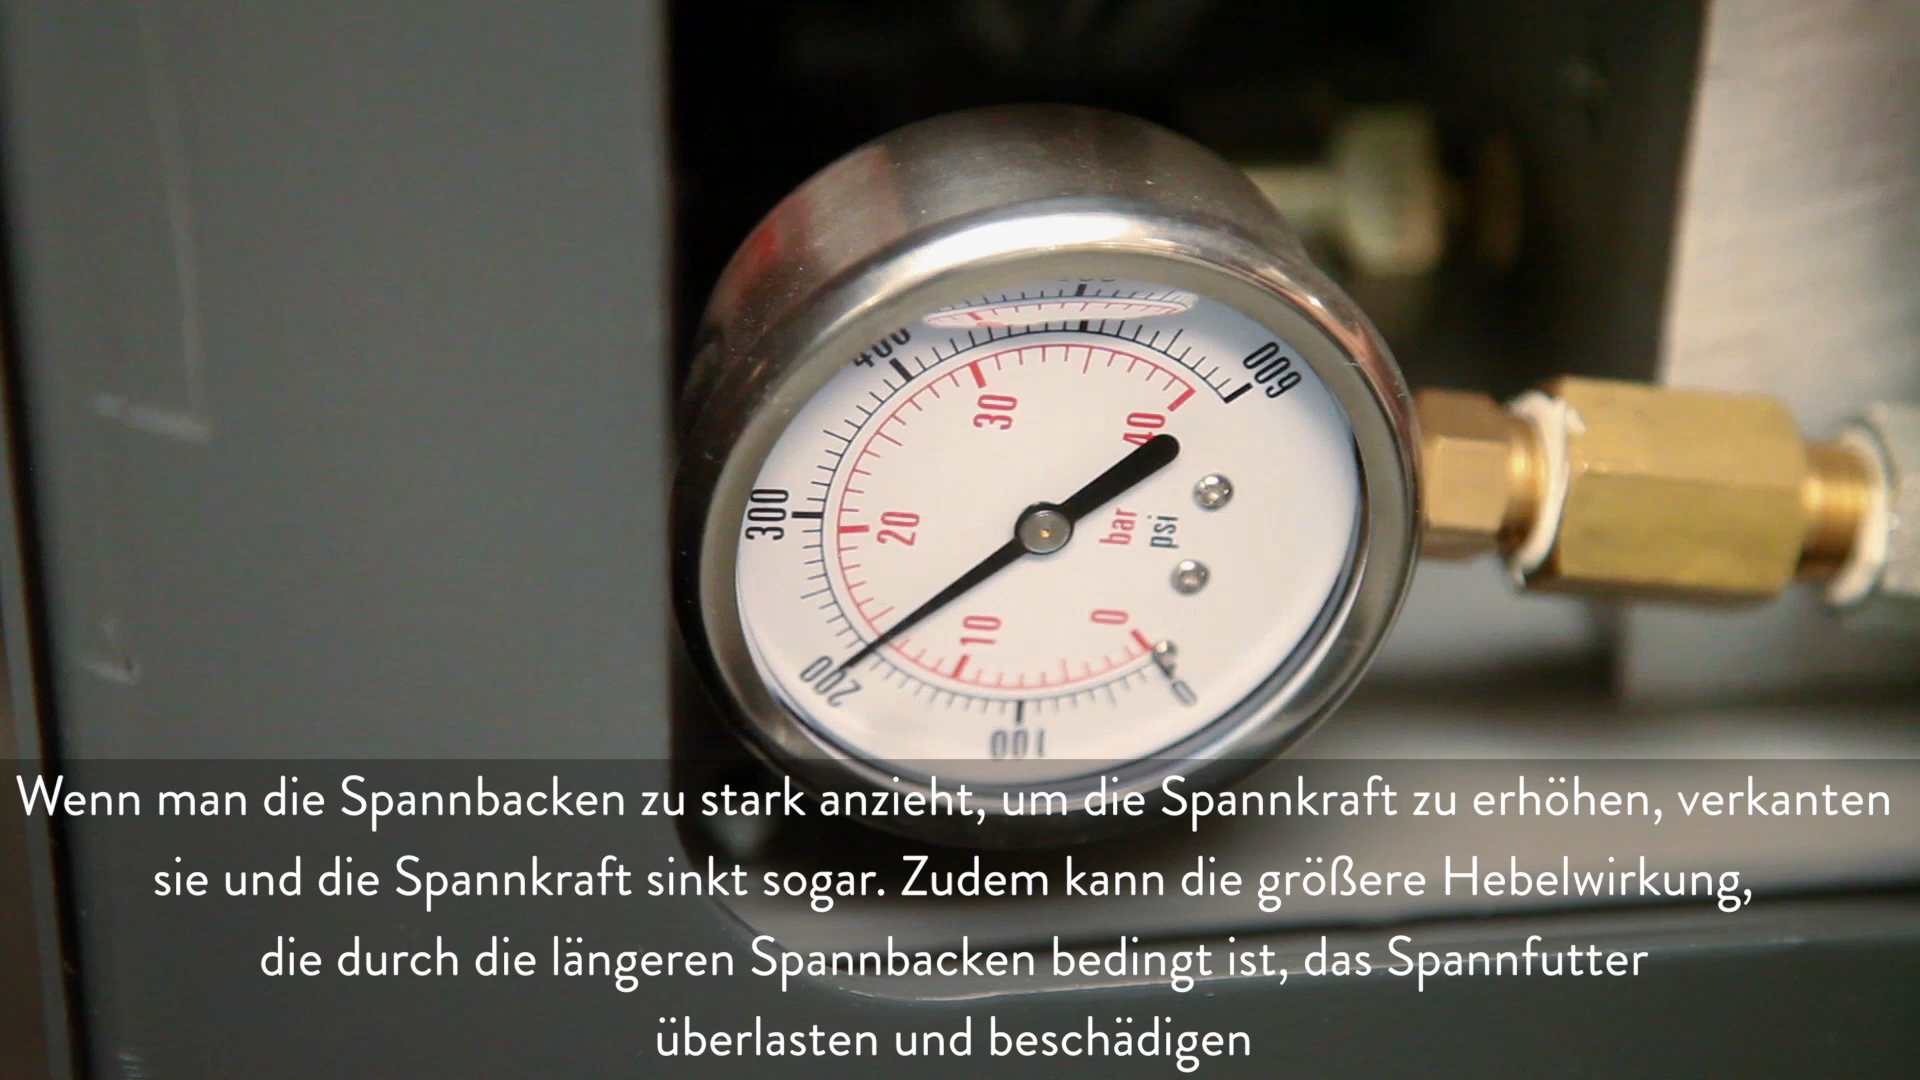 400
600
300
30
40
20
bar
psi
10
0
200
0
100
Wenn man die Spannbacken zu stark anzieht, um die Spannkraft zu erhöhen, verkanten
sie und die Spannkraft sinkt sogar. Zudem kann die größere Hebelwirkung,
die durch die längeren Spannbacken bedingt ist, das Spannfutter
überlasten und beschädigen